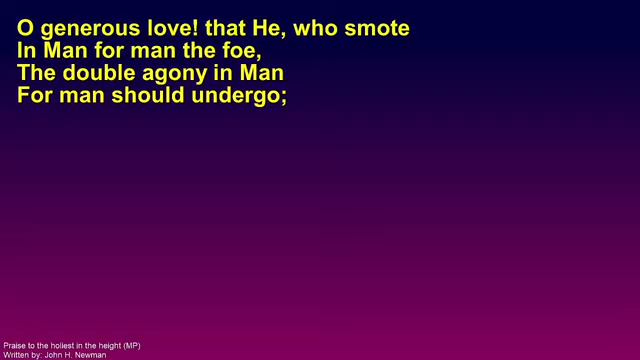 O generous love! that He, who smote
In Man for man the foe,
The double agony in Man
For man should undergo;
Praise to the holiest in the height (MP)
Written by: John H. Newman